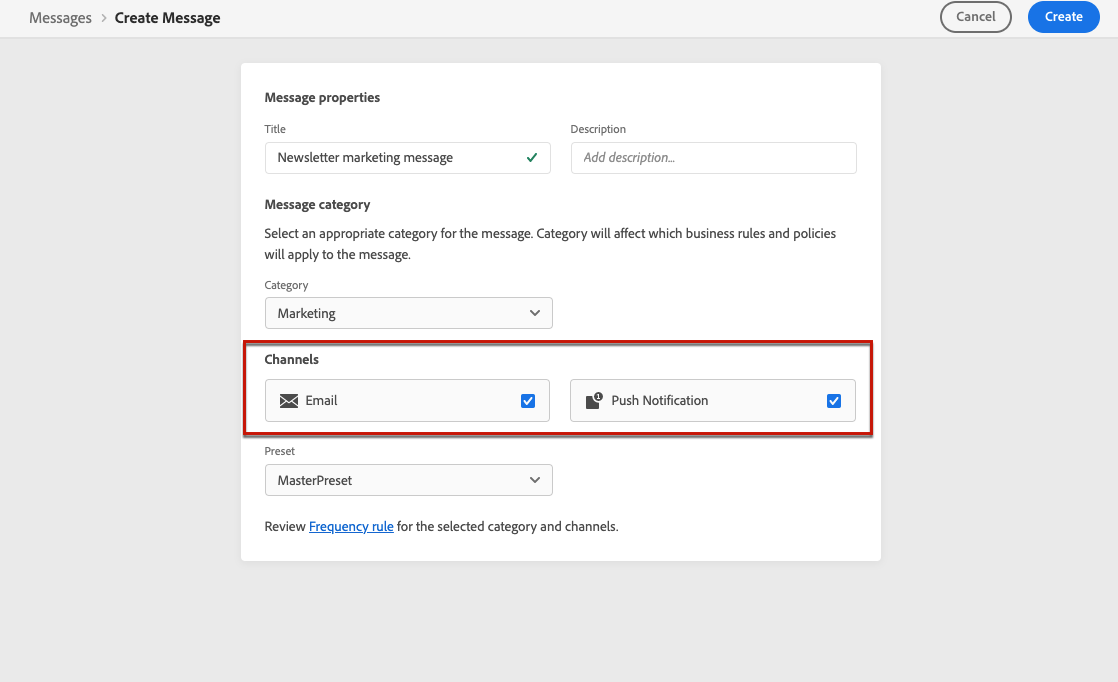 Messages > Create Message
Cancel
Create
Message properties
Title
Description
Newsletter marketing message
Add description...
Message category
Select an appropriate category for the message. Category will affect which business rules and policies
will apply to the message.
Category
Marketing
Channels
Email
1
Push Notification
Preset
MasterPreset
Review Frequency rule for the selected category and channels.